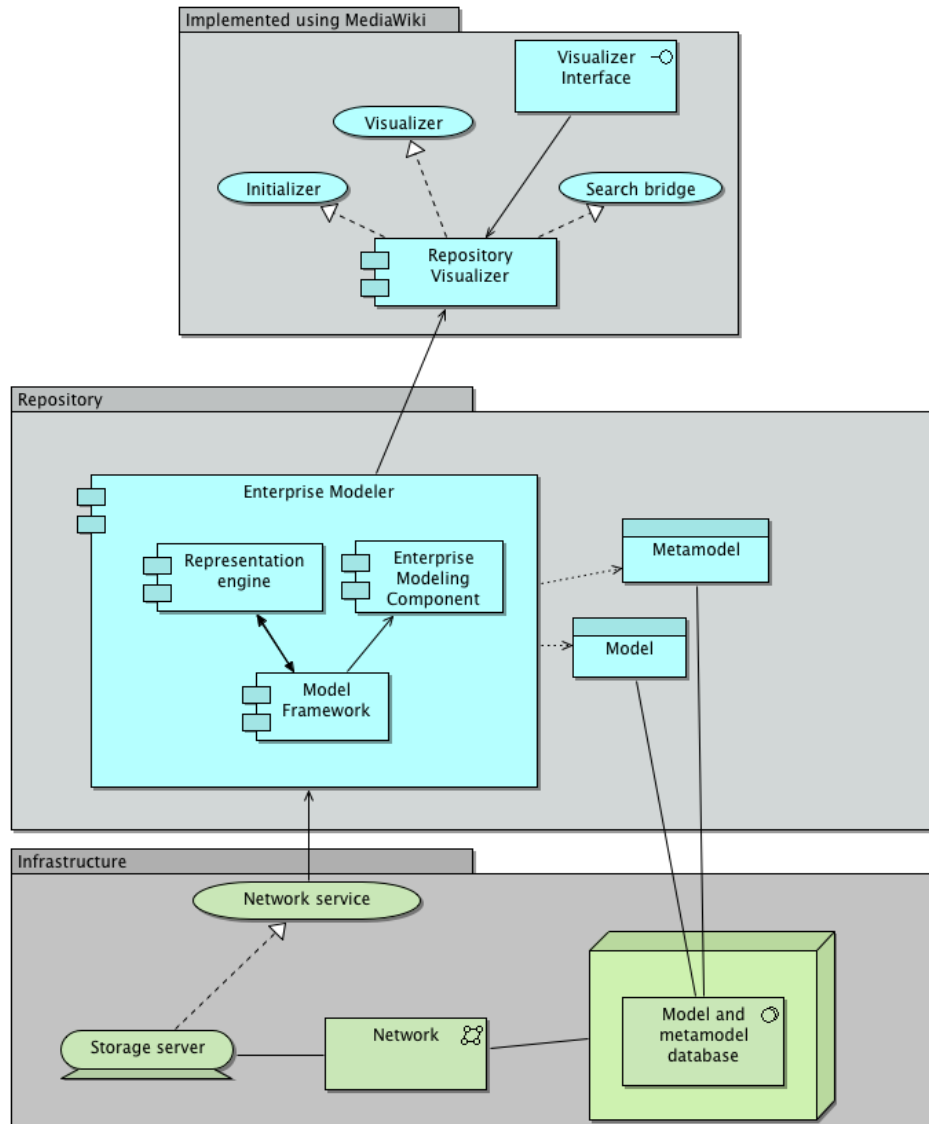 Implemented using MediaWiki
Visualizer
Interface
Visualizer
Initializer
Search bridge
Repository
Visualizer
Repository
Enterprise Modeler
Representation
engine
Enterprise
Modeling
Component
Metamodel
Model
Model
Framework
Infrastructure
Network service
Storage server
Network
Model and
metamodel
database